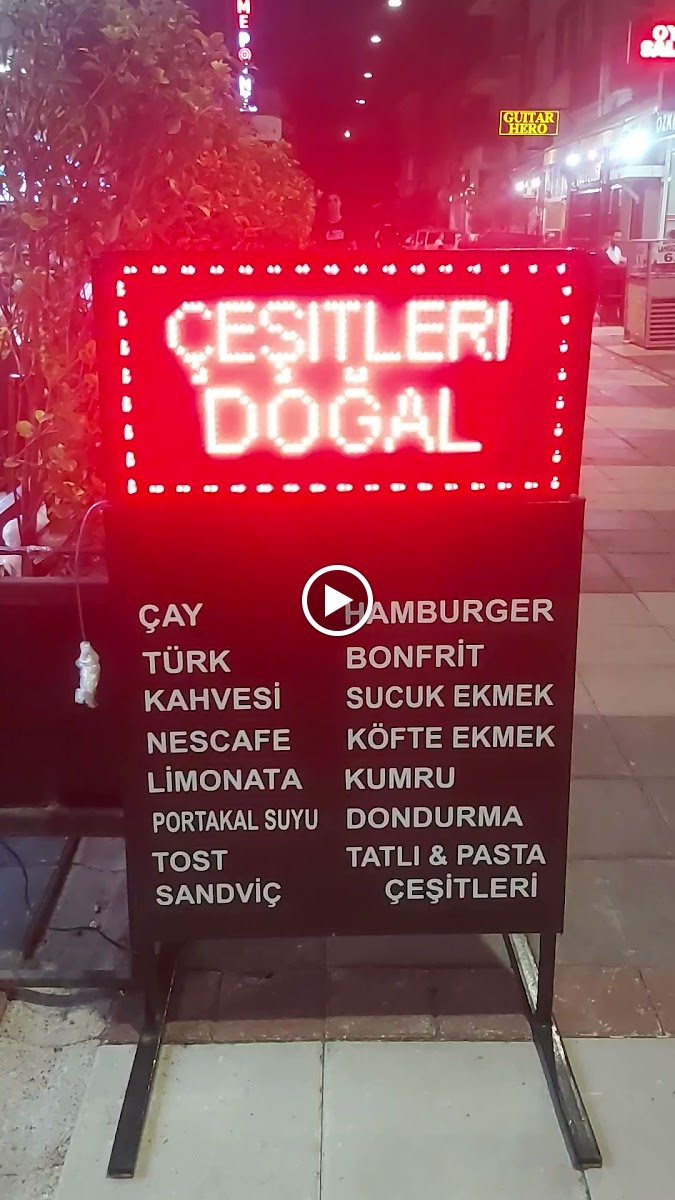 GUITAR
HERO
ÇEŞİTLERİ
DOĞAL
ÇAY
TÜRK
KAHVESİ
NESCAFE
LİMONATA
PORTAKAL SUYU
TOST
SANDVİÇ
HAMBURGER
BONFRİT
SUCUK EKMEK
KÖFTE EKMEK
KUMRU
DONDURMA
TATLI & PASTA
ÇEŞİTLERİ